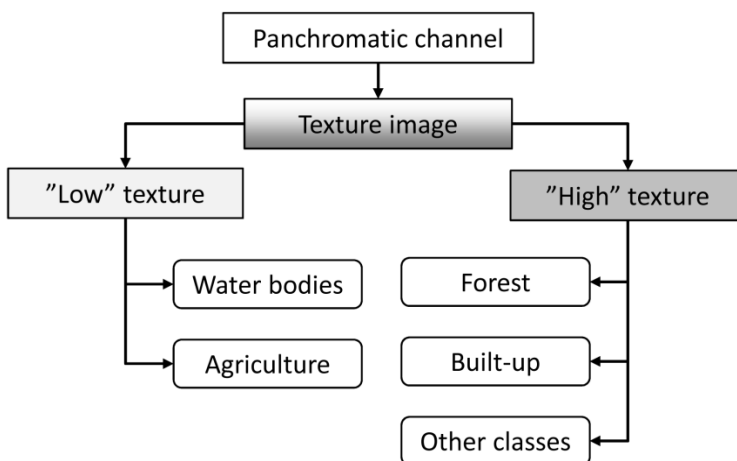 Panchromatic channel
Texture image
”Low” texture
”High” texture
Water bodies
Forest
Agriculture
Built-up
Other classes